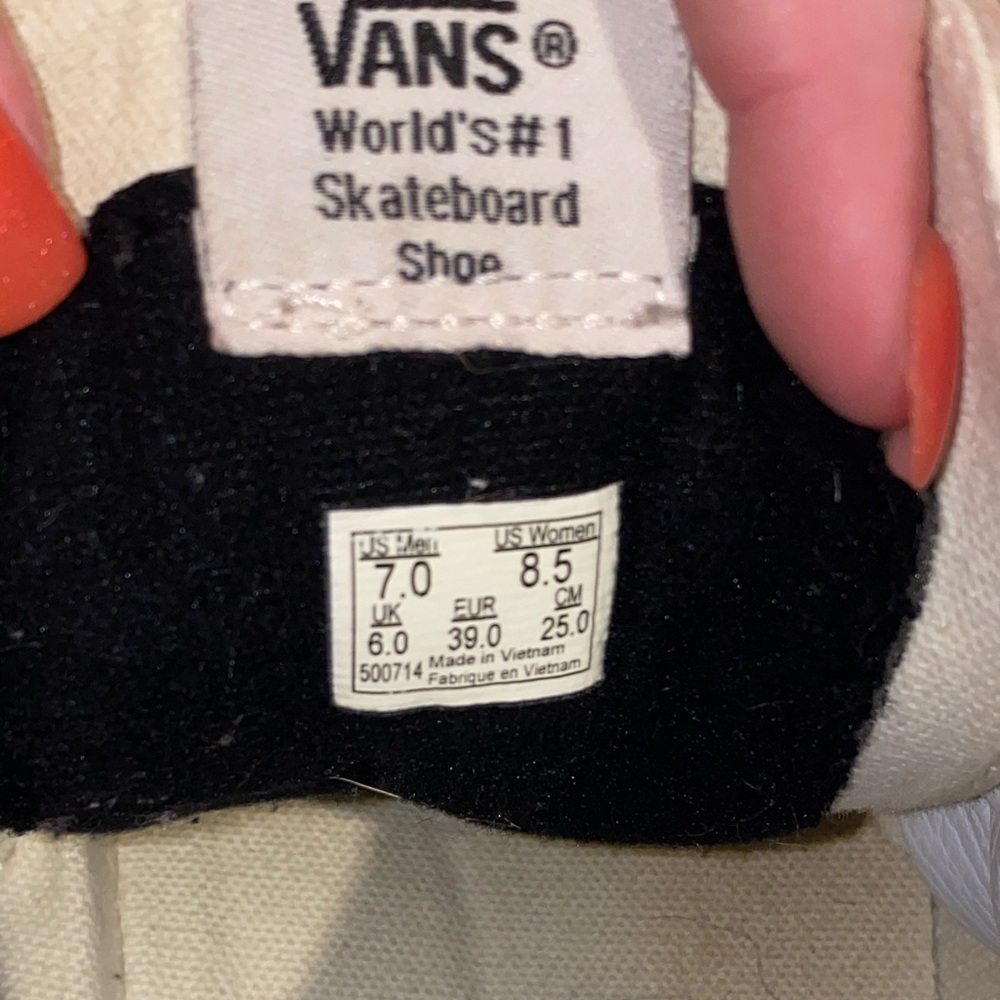 VANS®
World's#1
Skateboard
Shoe
US Men US Women
7.0 8.5
UK EUR CM
6.0 39.0 25.0
500714 Made in Vietnam
Fabrique en Vietnam